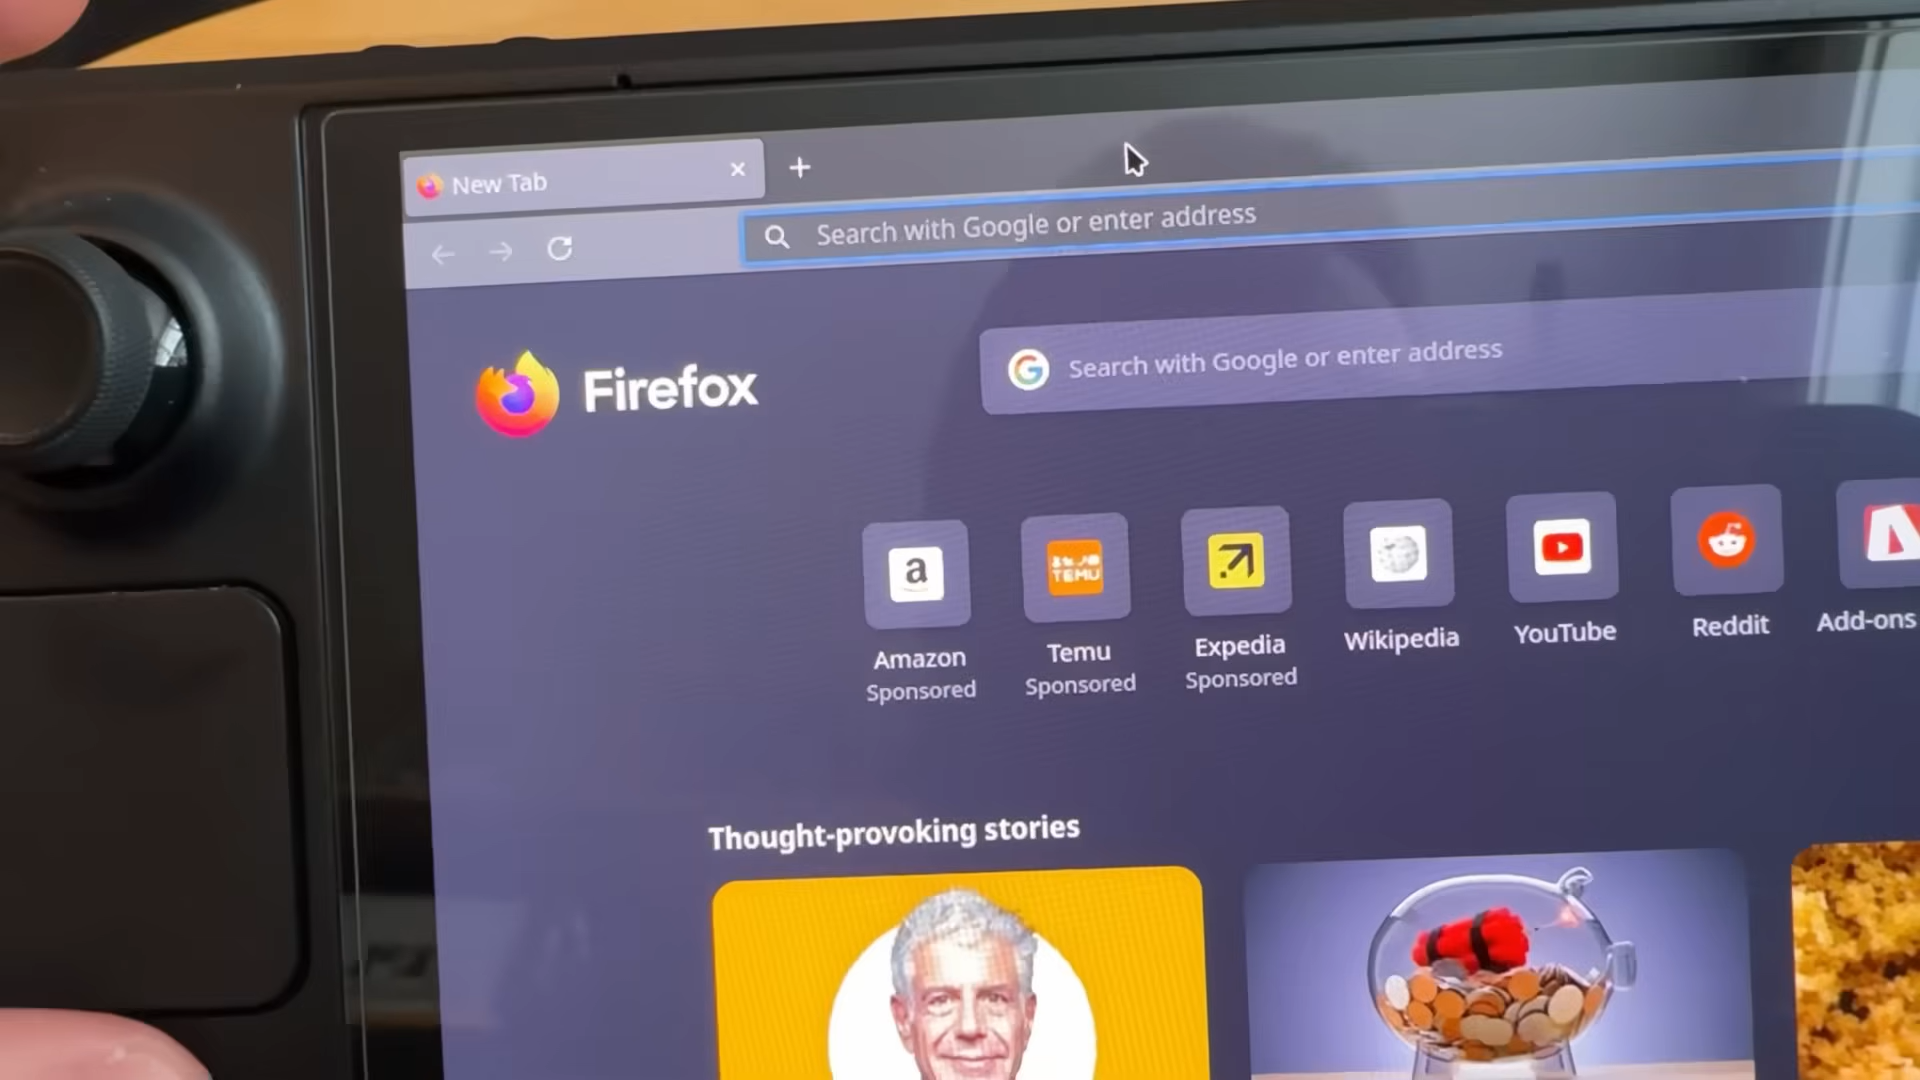 New Tab
Search with Google or enter address
Firefox
Search with Google or enter address
a
TEMU
Amazon
Sponsored
Temu
Sponsored
Expedia
Sponsored
Wikipedia
YouTube
Reddit
Add-ons
Thought-provoking stories